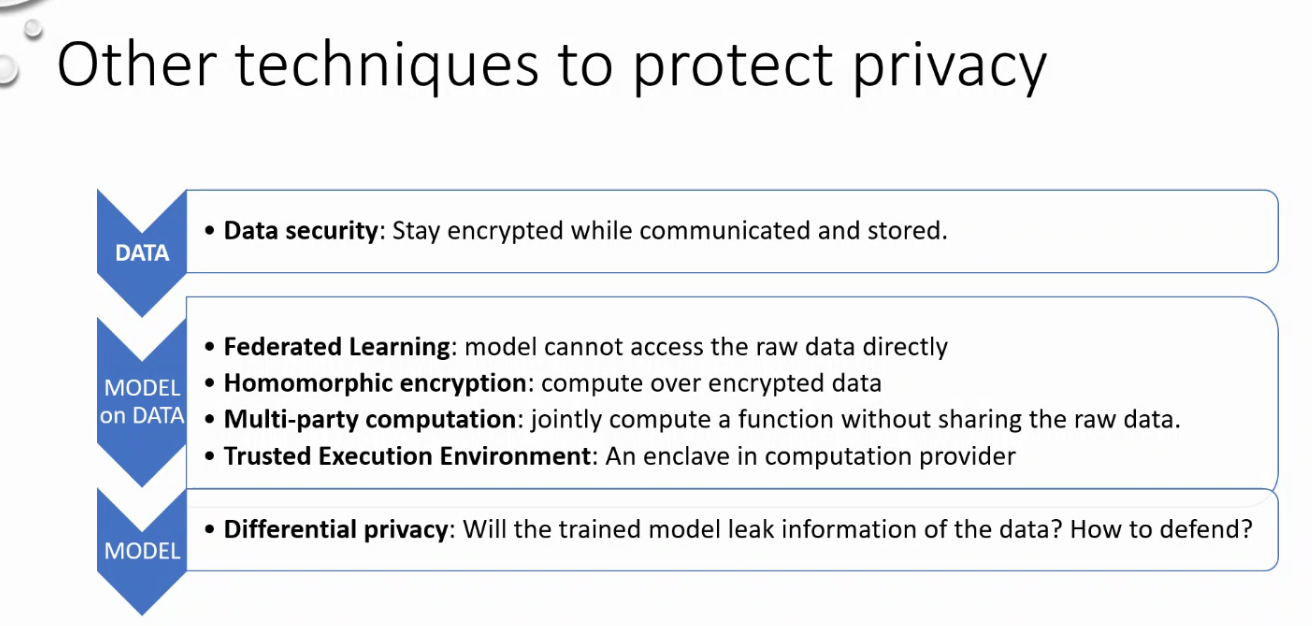 Other techniques to protect privacy
DATA
• Data security: Stay encrypted while communicated and stored.
MODEL
on DATA
• Federated Learning: model cannot access the raw data directly
• Homomorphic encryption: compute over encrypted data
• Multi-party computation: jointly compute a function without sharing the raw data.
• Trusted Execution Environment: An enclave in computation provider
MODEL
• Differential privacy: Will the trained model leak information of the data? How to defend?